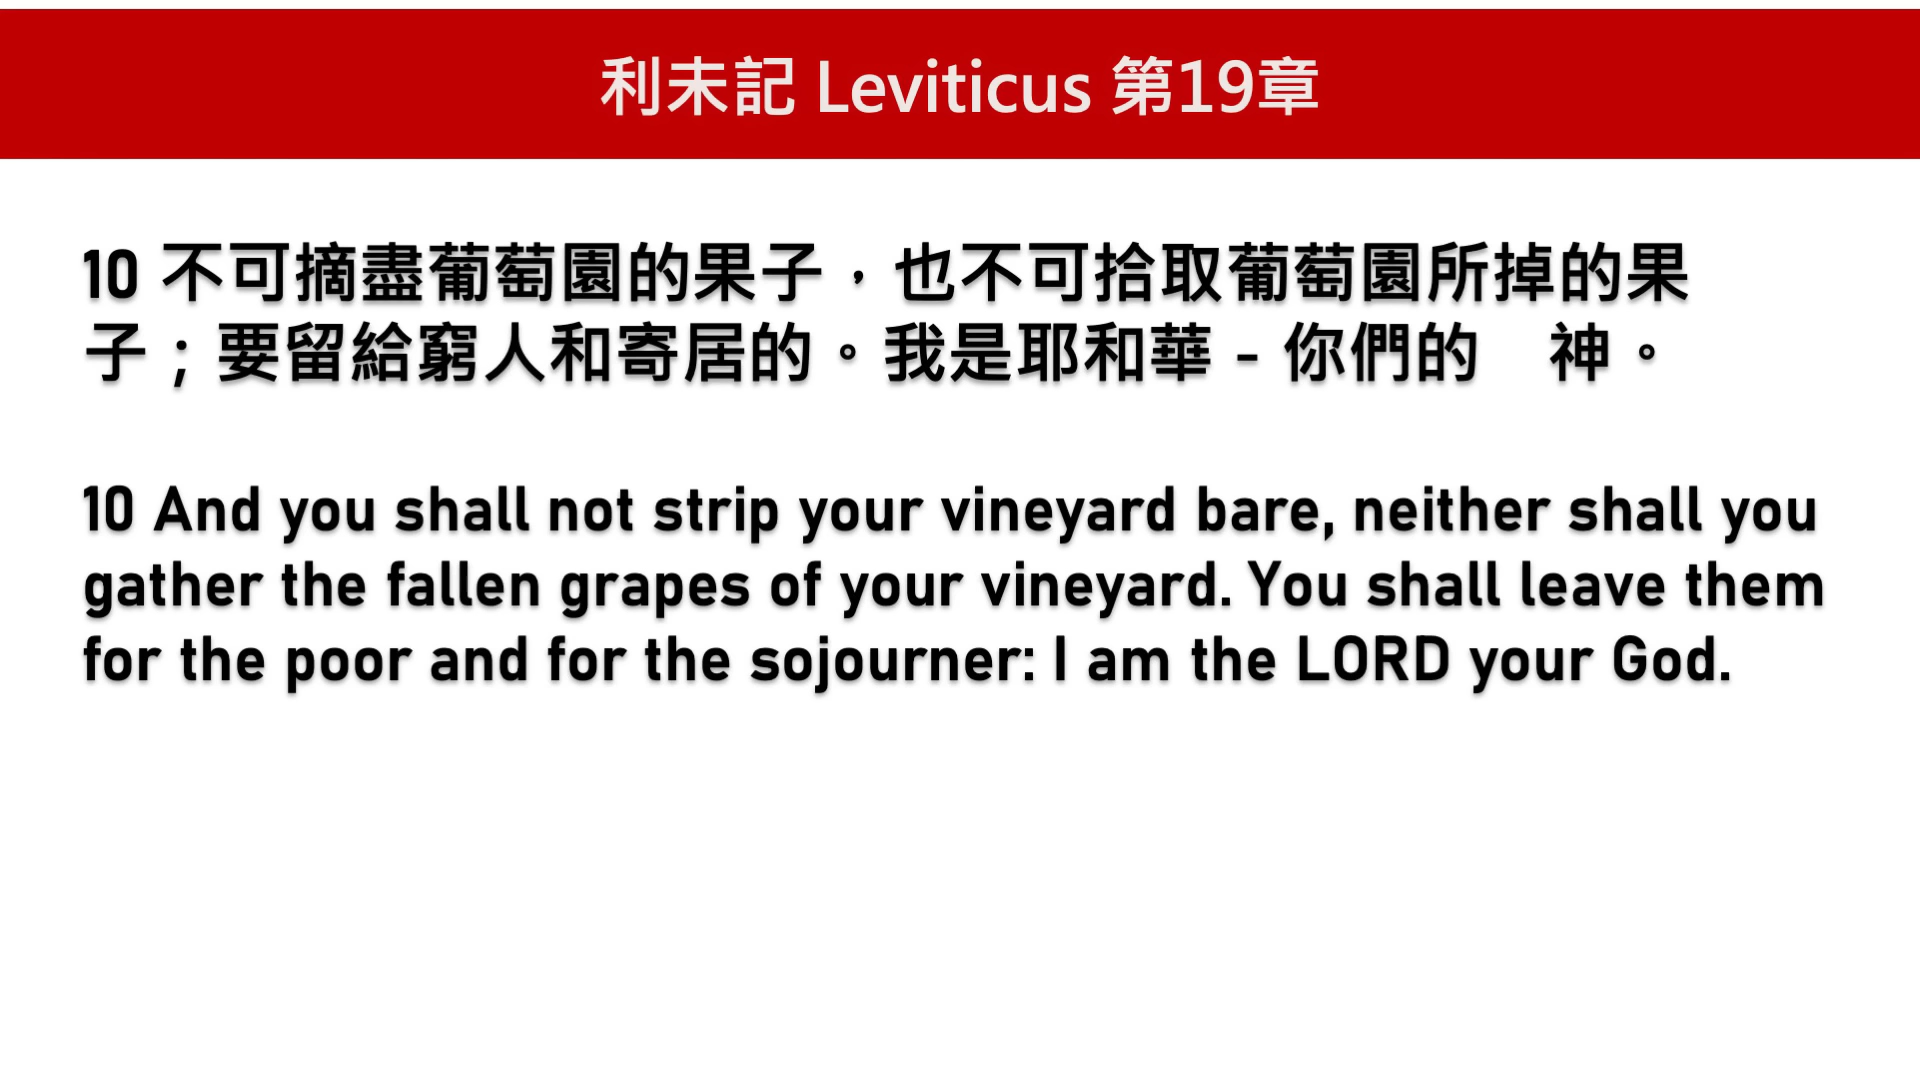 利未記 Leviticus 第19章
10 不可摘盡葡萄園的果子，也不可拾取葡萄園所掉的果
子；要留給窮人和寄居的。我是耶和華－你們的　神。
10 And you shall not strip your vineyard bare, neither shall you
gather the fallen grapes of your vineyard. You shall leave them
for the poor and for the sojourner: I am the LORD your God.